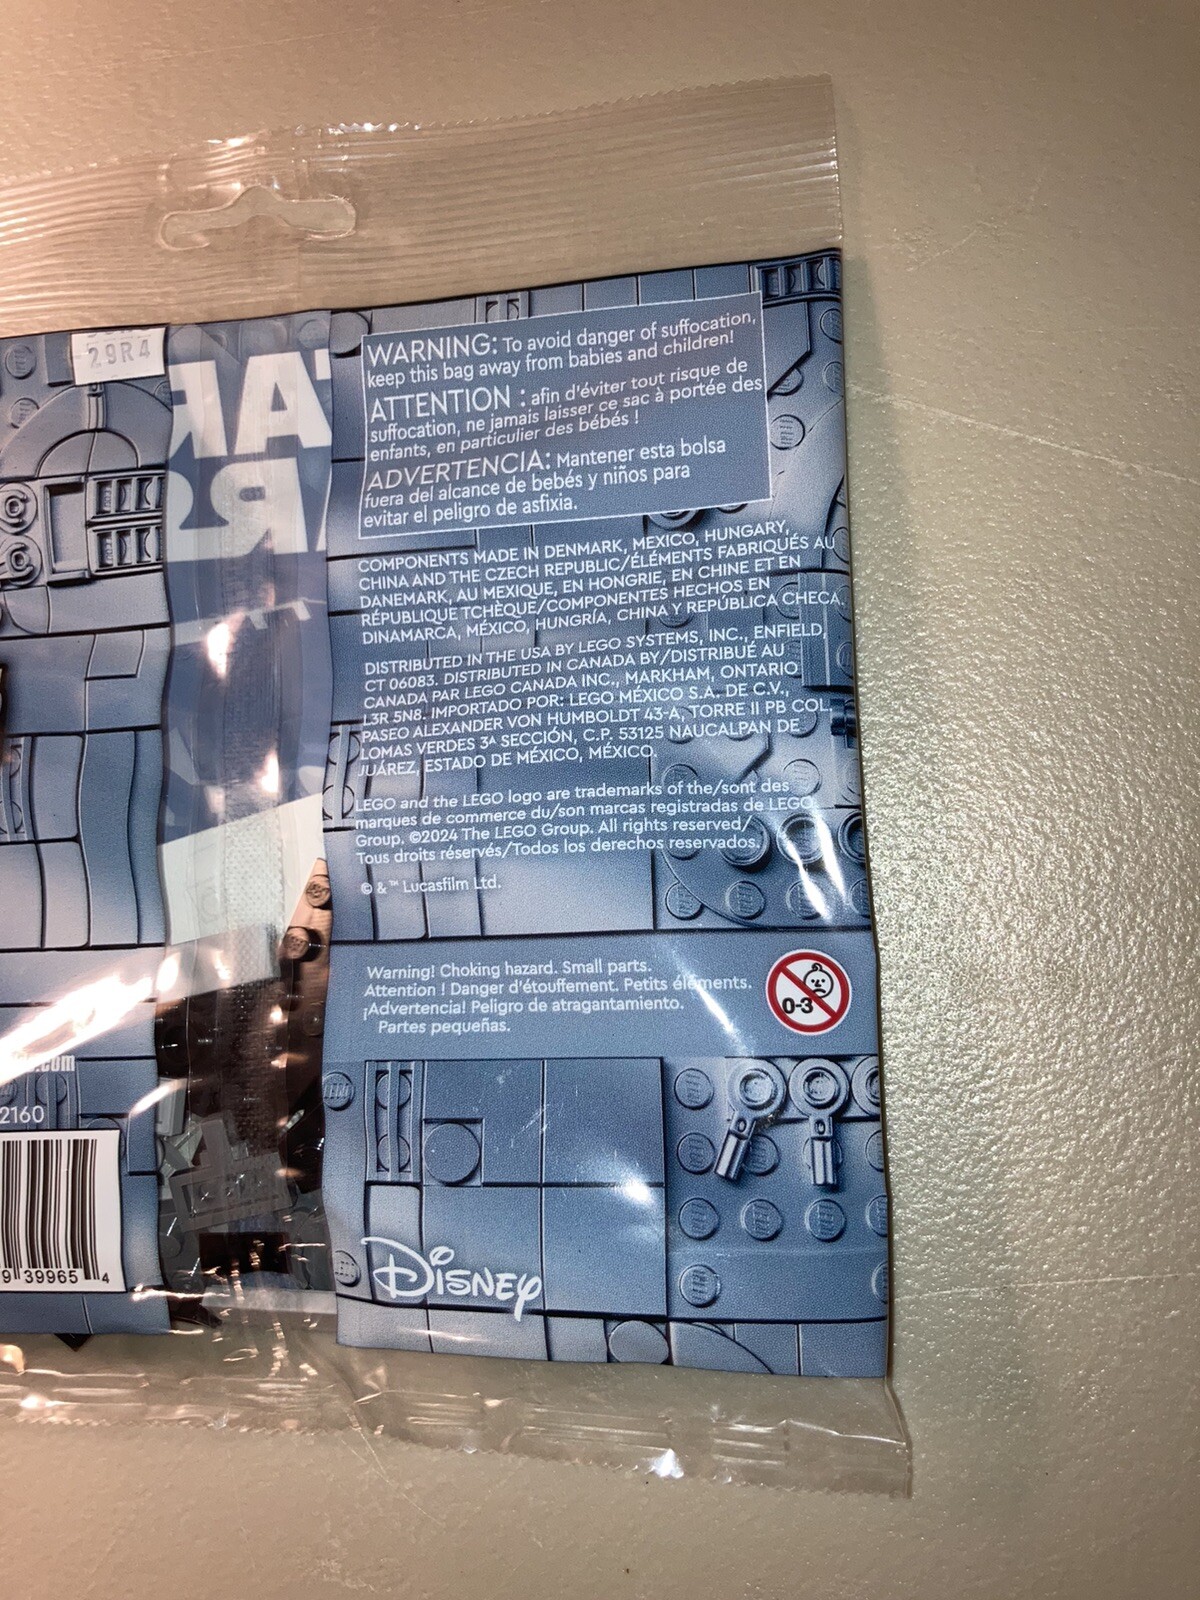 29R4
WARNING: To avoid danger of suffocation,
keep this bag away from babies and children!
ATTENTION : afin d'éviter tout risque de
suffocation, ne jamais laisser ce sac à portée des
enfants, en particulier des bébés !
ADVERTENCIA: Mantener esta bolsa
fuera del alcance de bebés y niños para
evitar el peligro de asfixia.
COMPONENTS MADE IN DENMARK, MEXICO, HUNGARY,
CHINA AND THE CZECH REPUBLIC/ÉLÉMENTS FABRIQUÉS AU
DANEMARK, AU MEXIQUE, EN HONGRIE, EN CHINE ET EN
RÉPUBLIQUE TCHÈQUE/COMPONENTES HECHOS EN
DINAMARCA, MÉXICO, HUNGRÍA, CHINA Y REPÚBLICA CHECA.
DISTRIBUTED IN THE USA BY LEGO SYSTEMS, INC., ENFIELD,
CT 06083. DISTRIBUTED IN CANADA BY/DISTRIBUÉ AU
CANADA PAR LEGO CANADA INC., MARKHAM, ONTARIO
L3R 5N8. IMPORTADO POR: LEGO MÉXICO S.A. DE C.V.,
PASEO ALEXANDER VON HUMBOLDT 43-A, TORRE II PB COL.
LOMAS VERDES 3ᴬ SECCIÓN, C.P. 53125 NAUCALPAN DE
JUÁREZ, ESTADO DE MÉXICO, MÉXICO.
LEGO and the LEGO logo are trademarks of the/sont des
marques de commerce du/son marcas registradas de LEGO
Group. ©2024 The LEGO Group. All rights reserved/
Tous droits réservés/Todos los derechos reservados.
© & ™ Lucasfilm Ltd.
Warning! Choking hazard. Small parts.
Attention ! Danger d'étouffement. Petits éléments.
¡Advertencia! Peligro de atragantamiento.
Partes pequeñas.
0-3
.com
2160
9 39965 4
Disney